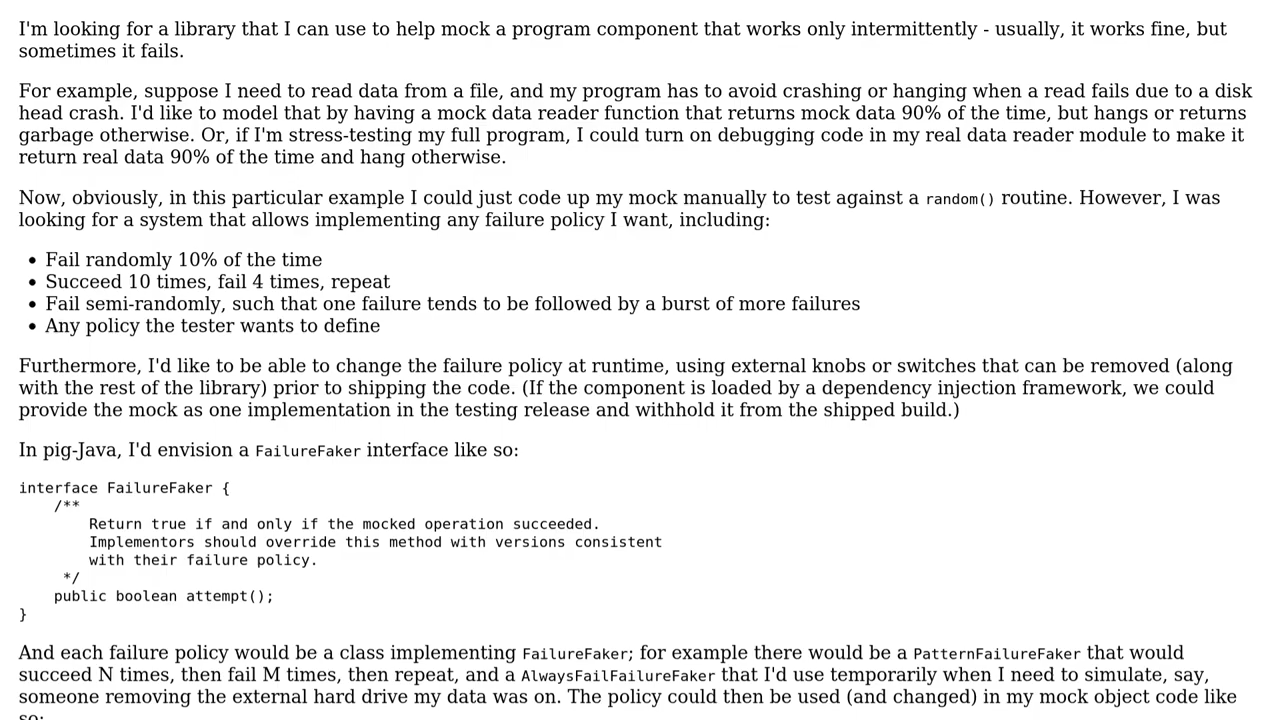 I'm looking for a library that I can use to help mock a program component that works only intermittently - usually, it works fine, but
sometimes it fails.
For example, suppose I need to read data from a file, and my program has to avoid crashing or hanging when a read fails due to a disk
head crash. I'd like to model that by having a mock data reader function that returns mock data 90% of the time, but hangs or returns
garbage otherwise. Or, if I'm stress-testing my full program, I could turn on debugging code in my real data reader module to make it
return real data 90% of the time and hang otherwise.
Now, obviously, in this particular example I could just code up my mock manually to test against a random() routine. However, I was
looking for a system that allows implementing any failure policy I want, including:
• Fail randomly 10% of the time
• Succeed 10 times, fail 4 times, repeat
• Fail semi-randomly, such that one failure tends to be followed by a burst of more failures
• Any policy the tester wants to define
Furthermore, I'd like to be able to change the failure policy at runtime, using external knobs or switches that can be removed (along
with the rest of the library) prior to shipping the code. (If the component is loaded by a dependency injection framework, we could
provide the mock as one implementation in the testing release and withhold it from the shipped build.)
In pig-Java, I'd envision a FailureFaker interface like so:
interface FailureFaker {
    /**
        Return true if and only if the mocked operation succeeded.
        Implementors should override this method with versions consistent
        with their failure policy.
     */
    public boolean attempt();
}
And each failure policy would be a class implementing FailureFaker; for example there would be a PatternFailureFaker that would
succeed N times, then fail M times, then repeat, and a AlwaysFailFailureFaker that I'd use temporarily when I need to simulate, say,
someone removing the external hard drive my data was on. The policy could then be used (and changed) in my mock object code like
so: